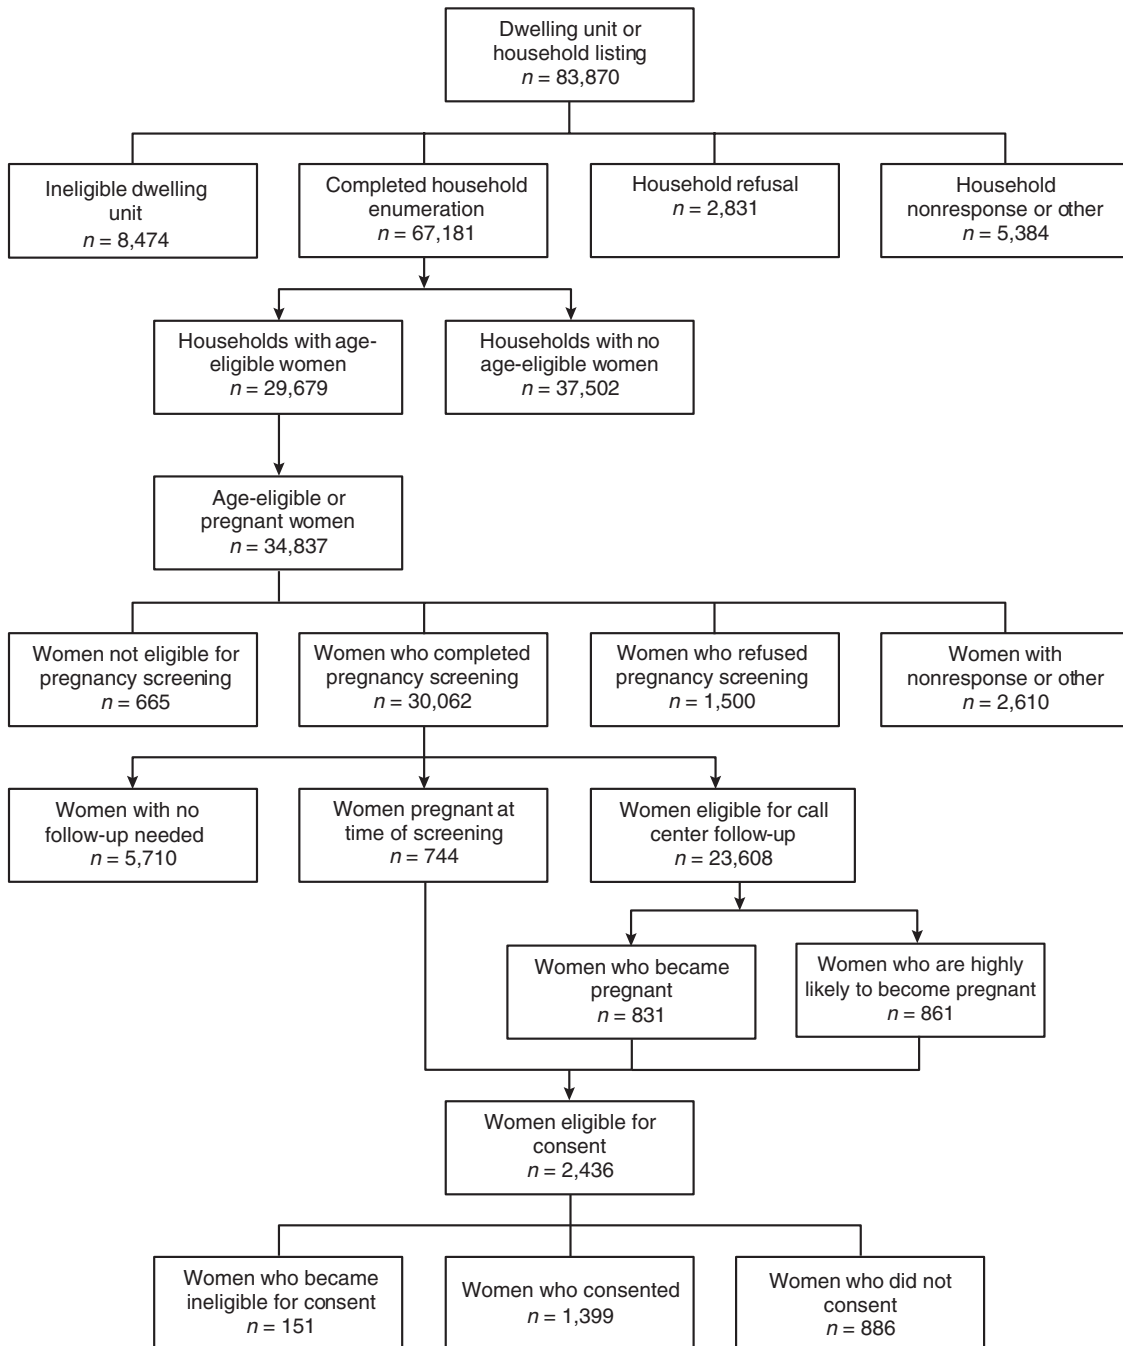 Dwelling unit or
household listing
n = 83,870
Ineligible dwelling
unit
n = 8,474
Completed household
enumeration
n = 67,181
Household refusal
n = 2,831
Household
nonresponse or other
n = 5,384
Households with age-
eligible women
n = 29,679
Households with no
age-eligible women
n = 37,502
Age-eligible or
pregnant women
n = 34,837
Women not eligible for
pregnancy screening
n = 665
Women who completed
pregnancy screening
n = 30,062
Women who refused
pregnancy screening
n = 1,500
Women with
nonresponse or other
n = 2,610
Women with no
follow-up needed
n = 5,710
Women pregnant at
time of screening
n = 744
Women eligible for call
center follow-up
n = 23,608
Women who became
pregnant
n = 831
Women who are highly
likely to become pregnant
n = 861
Women eligible for
consent
n = 2,436
Women who became
ineligible for consent
n = 151
Women who consented
n = 1,399
Women who did not
consent
n = 886